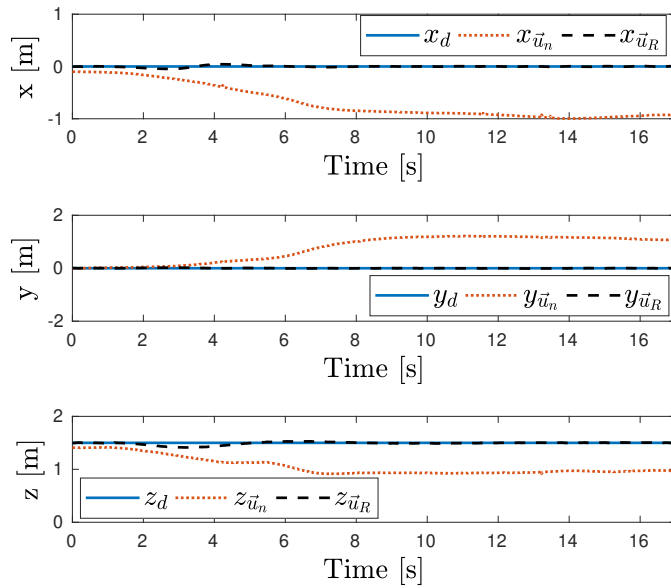 1
x_d x_{\vec{u}_n} x_{\vec{u}_R}
0
-1
x [m]
0 2 4 6 8 10 12 14 16
Time [s]
2
0
-2
y [m]
y_d y_{\vec{u}_n} y_{\vec{u}_R}
0 2 4 6 8 10 12 14 16
Time [s]
2
1
0
z [m]
z_d z_{\vec{u}_n} z_{\vec{u}_R}
0 2 4 6 8 10 12 14 16
Time [s]